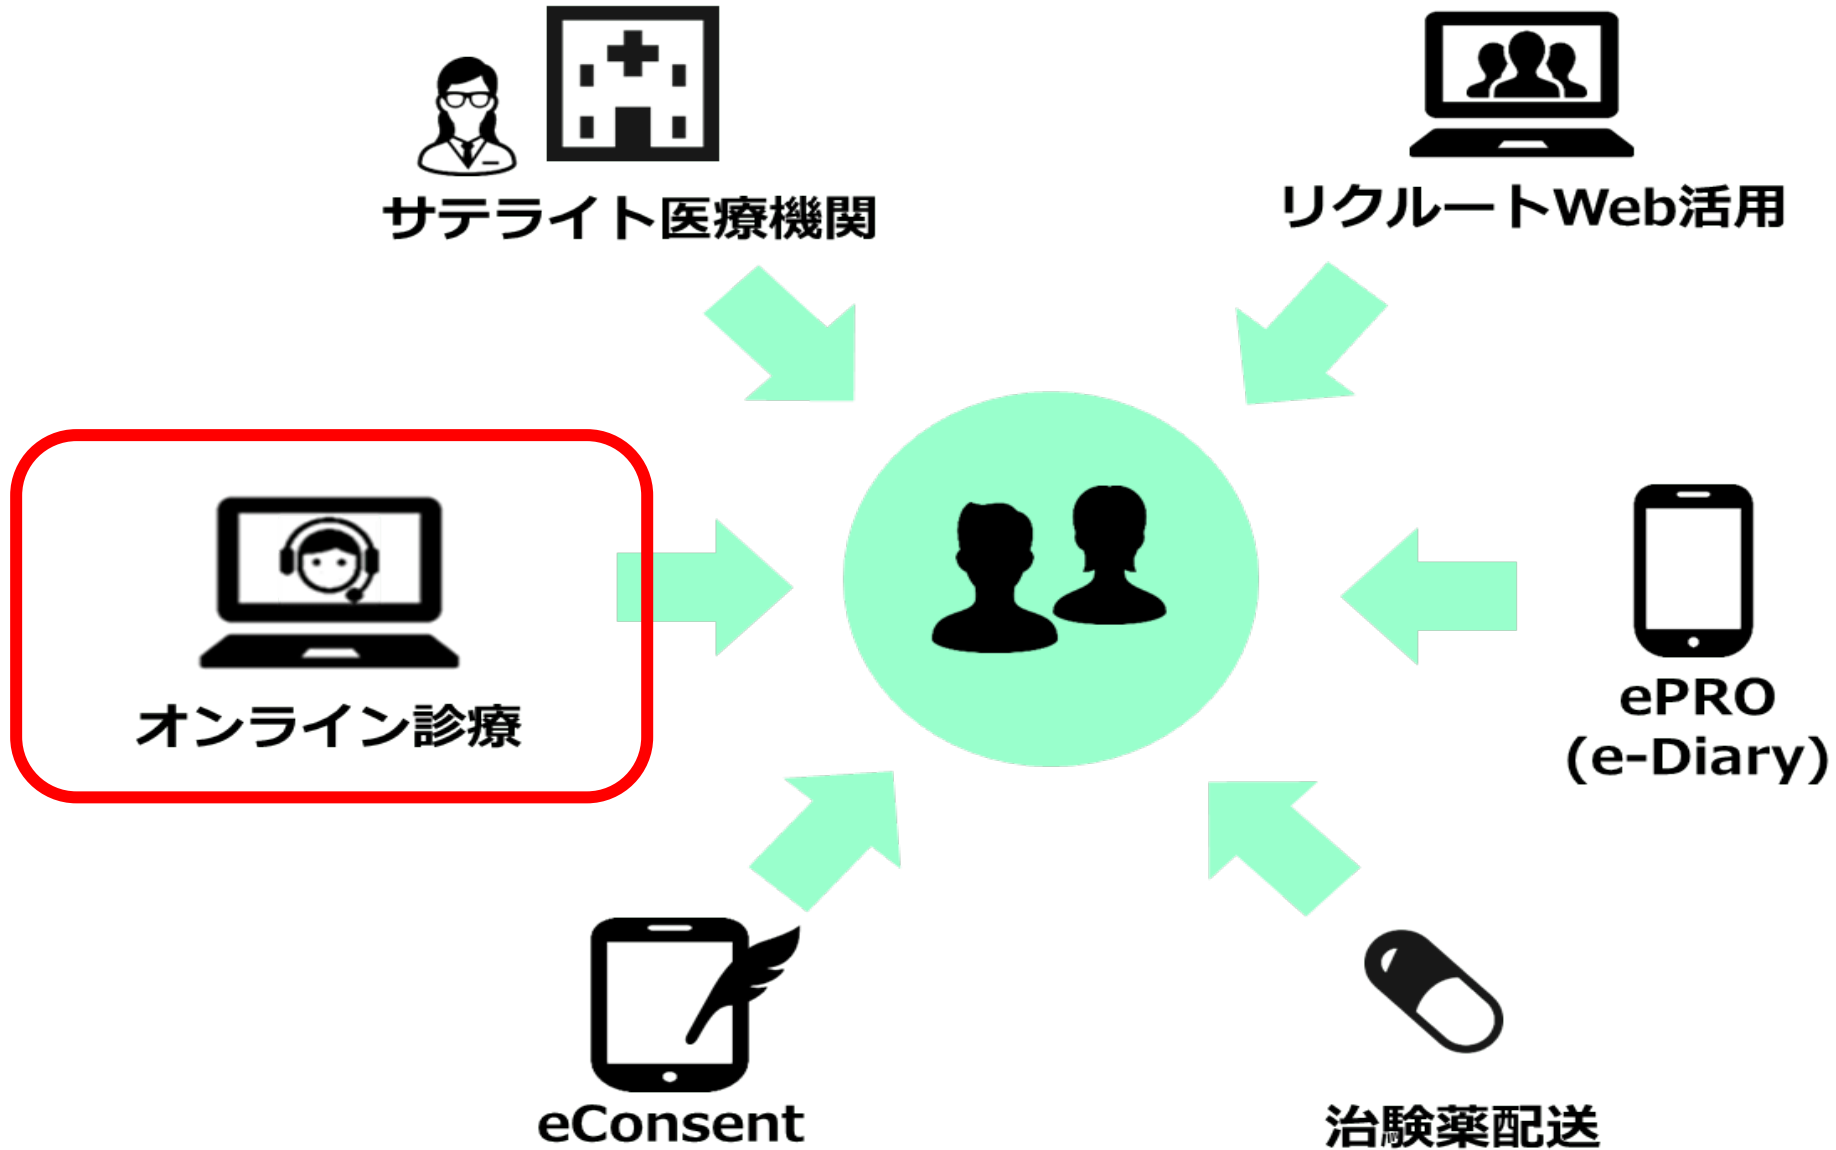 サテライト医療機関
リクルートWeb活用
オンライン診療
ePRO
(e-Diary)
eConsent
治験薬配送